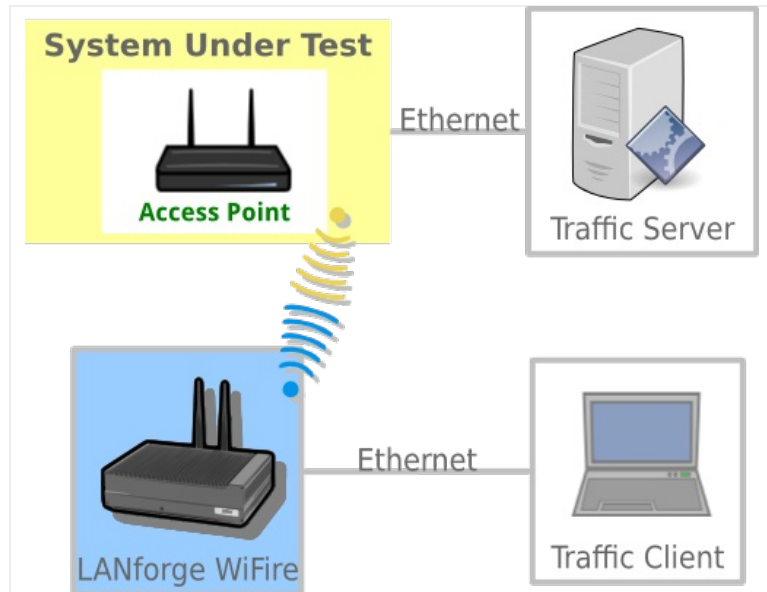 System Under Test
Access Point
Ethernet
Traffic Server
LANforge WiFire
Ethernet
Traffic Client